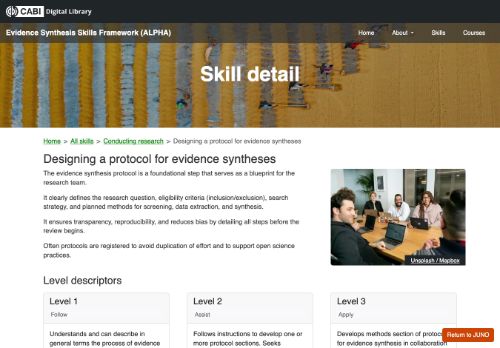 CABI Digital Library
Evidence Synthesis Skills Framework (ALPHA)
Home About Skills Courses
Skill detail
Home > All skills > Conducting research > Designing a protocol for evidence syntheses
Designing a protocol for evidence syntheses
The evidence synthesis protocol is a foundational step that serves as a blueprint for the
research team.
It clearly defines the research question, eligibility criteria (inclusion/exclusion), search
strategy, and planned methods for screening, data extraction, and synthesis.
It ensures transparency, reproducibility, and reduces bias by detailing all steps before the
review begins.
Often protocols are registered to avoid duplication of effort and to support open science
practices.
Unsplash / Mapbox
Level descriptors
Level 1
Follow
Understands and can describe in
general terms the process of evidence
Level 2
Assist
Follows instructions to develop one or
more protocol sections. Seeks
Level 3
Apply
Develops methods section of
for evidence synthesis in collaboration
Return to JUNO